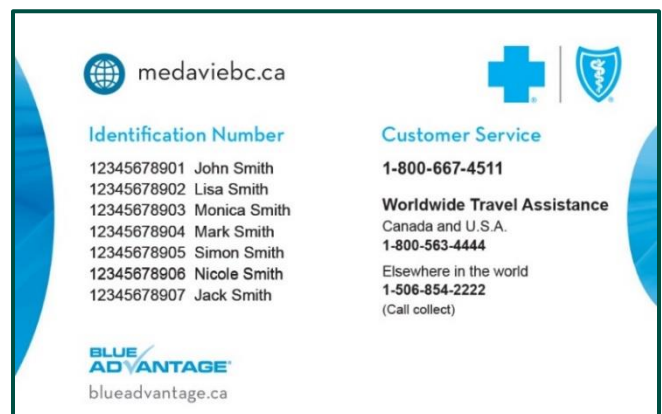 medaviebc.ca
Identification Number
12345678901 John Smith
12345678902 Lisa Smith
12345678903 Monica Smith
12345678904 Mark Smith
12345678905 Simon Smith
12345678906 Nicole Smith
12345678907 Jack Smith
BLUE
ADVANTAGE®
blueadvantage.ca
Customer Service
1-800-667-4511
Worldwide Travel Assistance
Canada and U.S.A.
1-800-563-4444
Elsewhere in the world
1-506-854-2222
(Call collect)